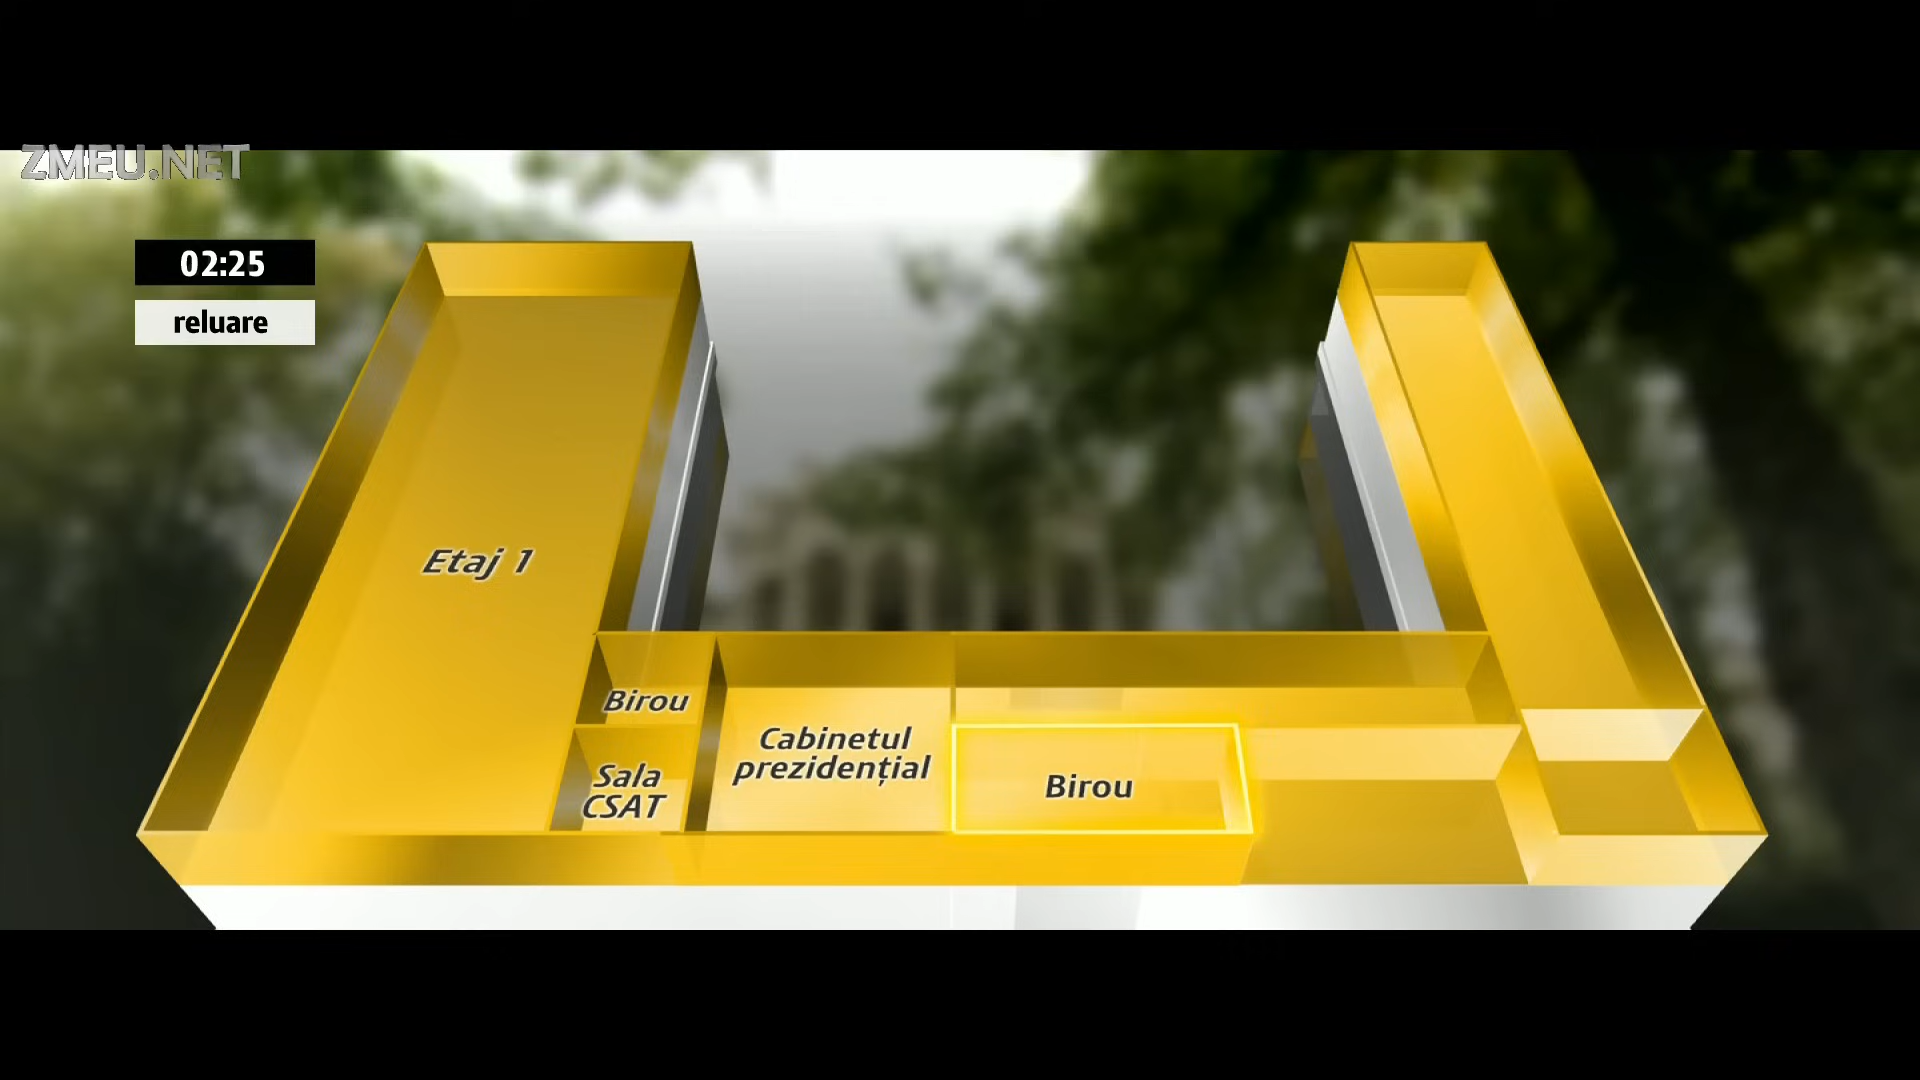 ZMEU.NET
02:25
reluare
Etaj 1
Birou
Sala
CSAT
Cabinetul
prezidențial
Birou